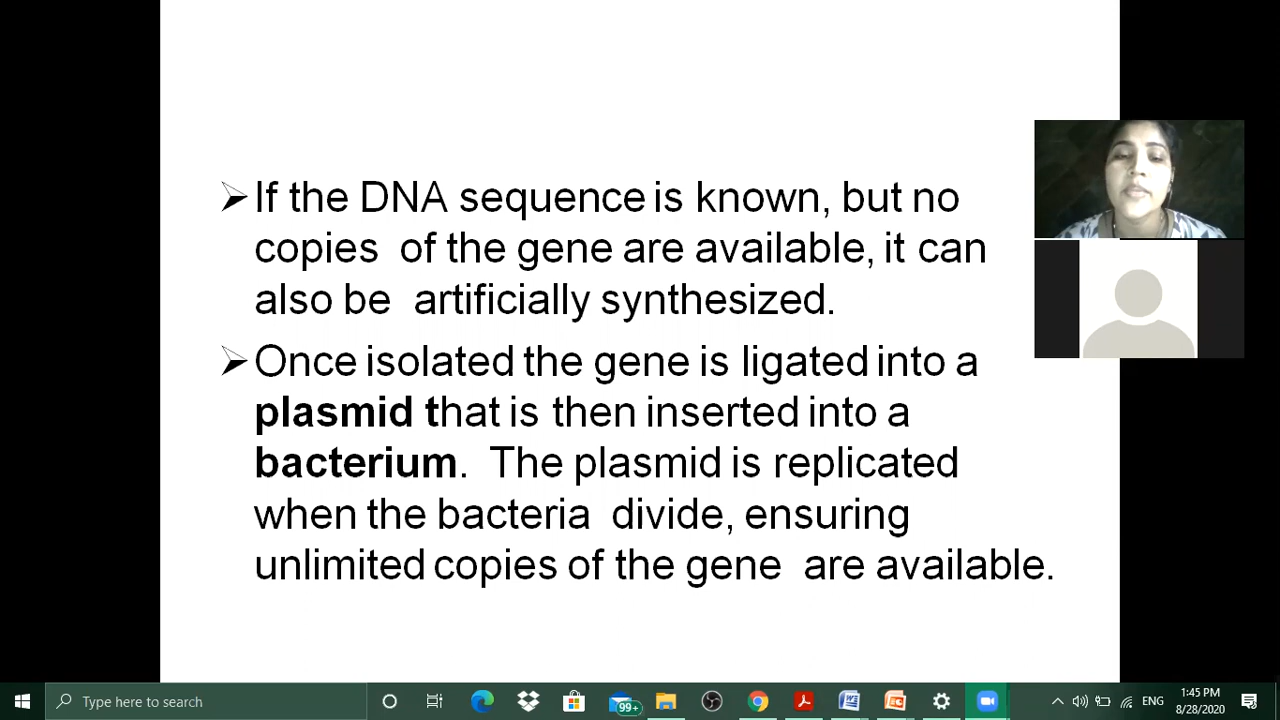 If the DNA sequence is known, but no
copies of the gene are available, it can
also be artificially synthesized.
Once isolated the gene is ligated into a
plasmid that is then inserted into a
bacterium. The plasmid is replicated
when the bacteria divide, ensuring
unlimited copies of the gene are available.
Type here to search
99+
ENG
1:45 PM
8/28/2020